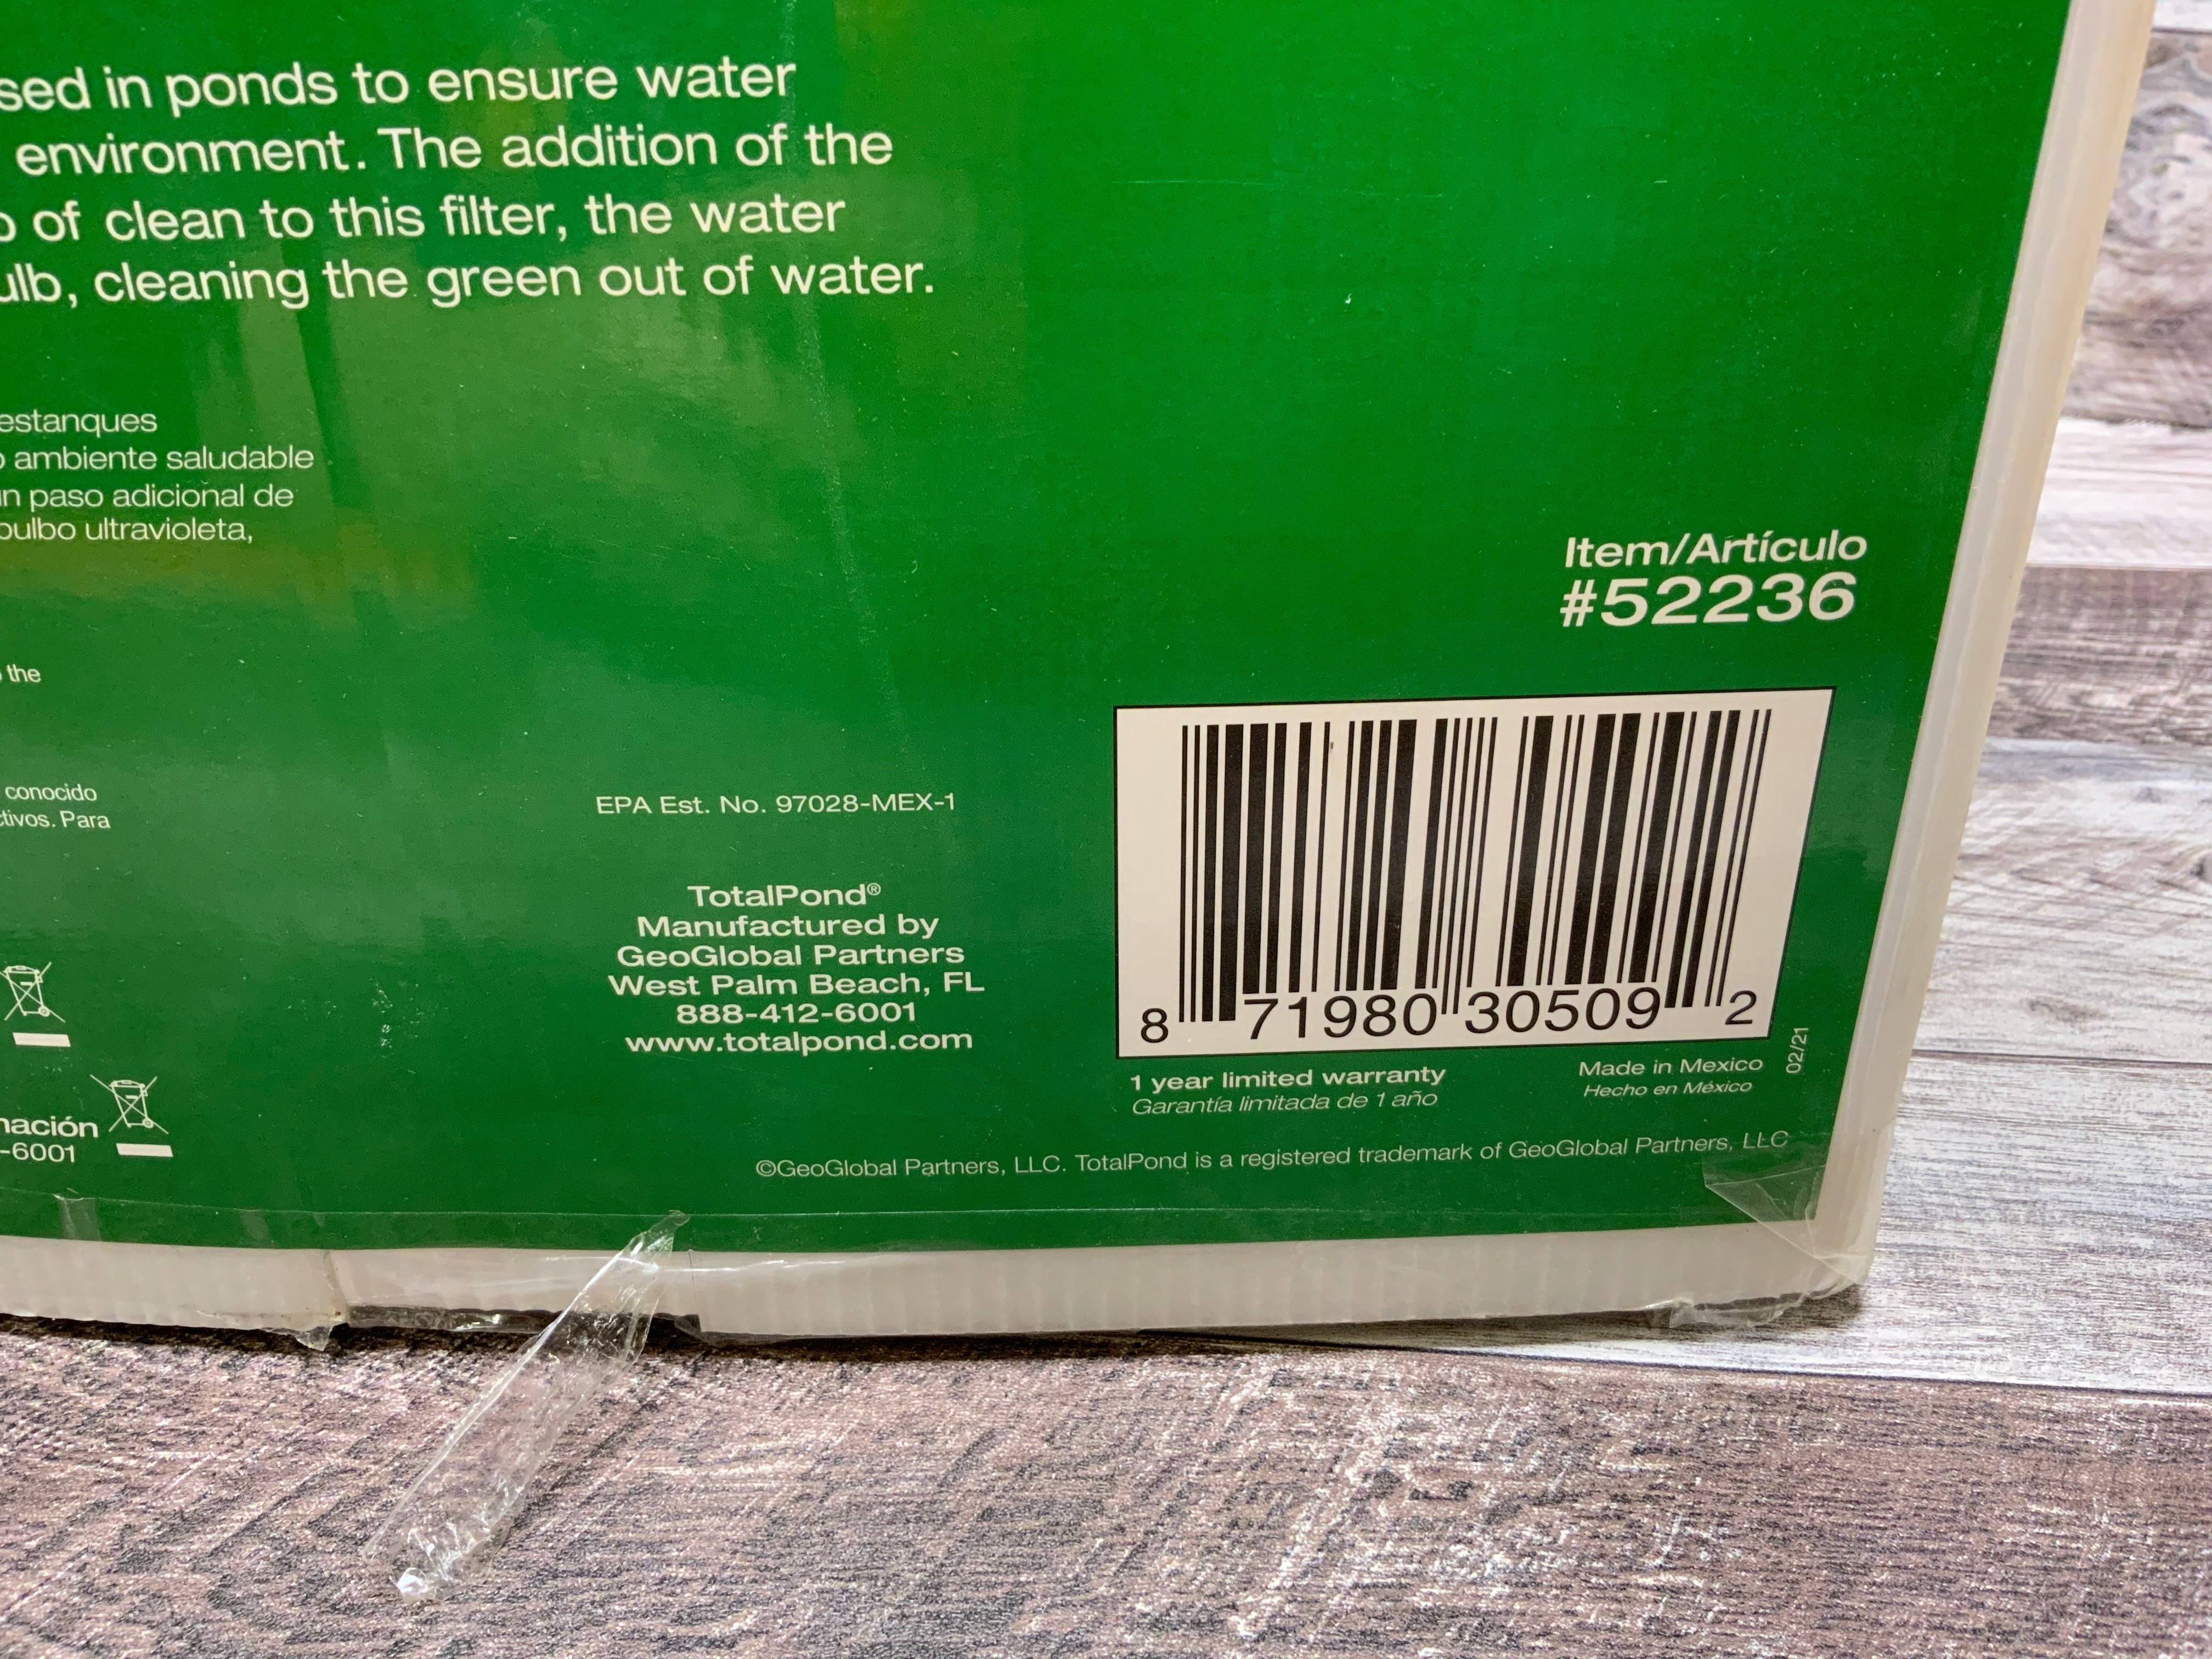 in ponds to ensure water
environment. The addition of the
of clean to this filter, the water
cleaning the green out of water.
estanques
ambiente saludable
paso adicional de
bulbo ultravioleta,
Item/Artículo
#52236
the
conocido
Para
EPA Est. No. 97028-MEX-1
TotalPond®
Manufactured by
GeoGlobal Partners
West Palm Beach, FL
888-412-6001
www.totalpond.com
8 71980 30509 2
02/21
1 year limited warranty
Garantía limitada de 1 año
Made in Mexico
Hecho en México
-6001
©GeoGlobal Partners, LLC. TotalPond is a registered trademark of GeoGlobal Partners, LLC